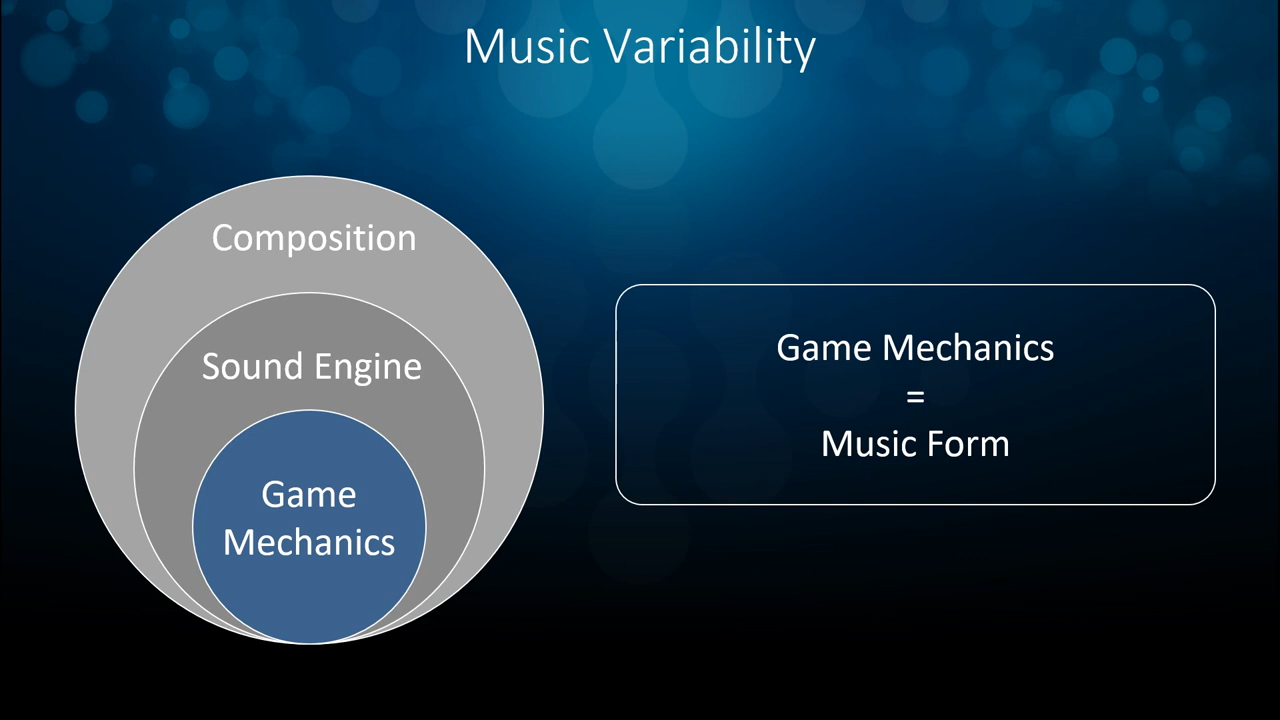 Music Variability
Composition
Sound Engine
Game
Mechanics
Game Mechanics
=
Music Form